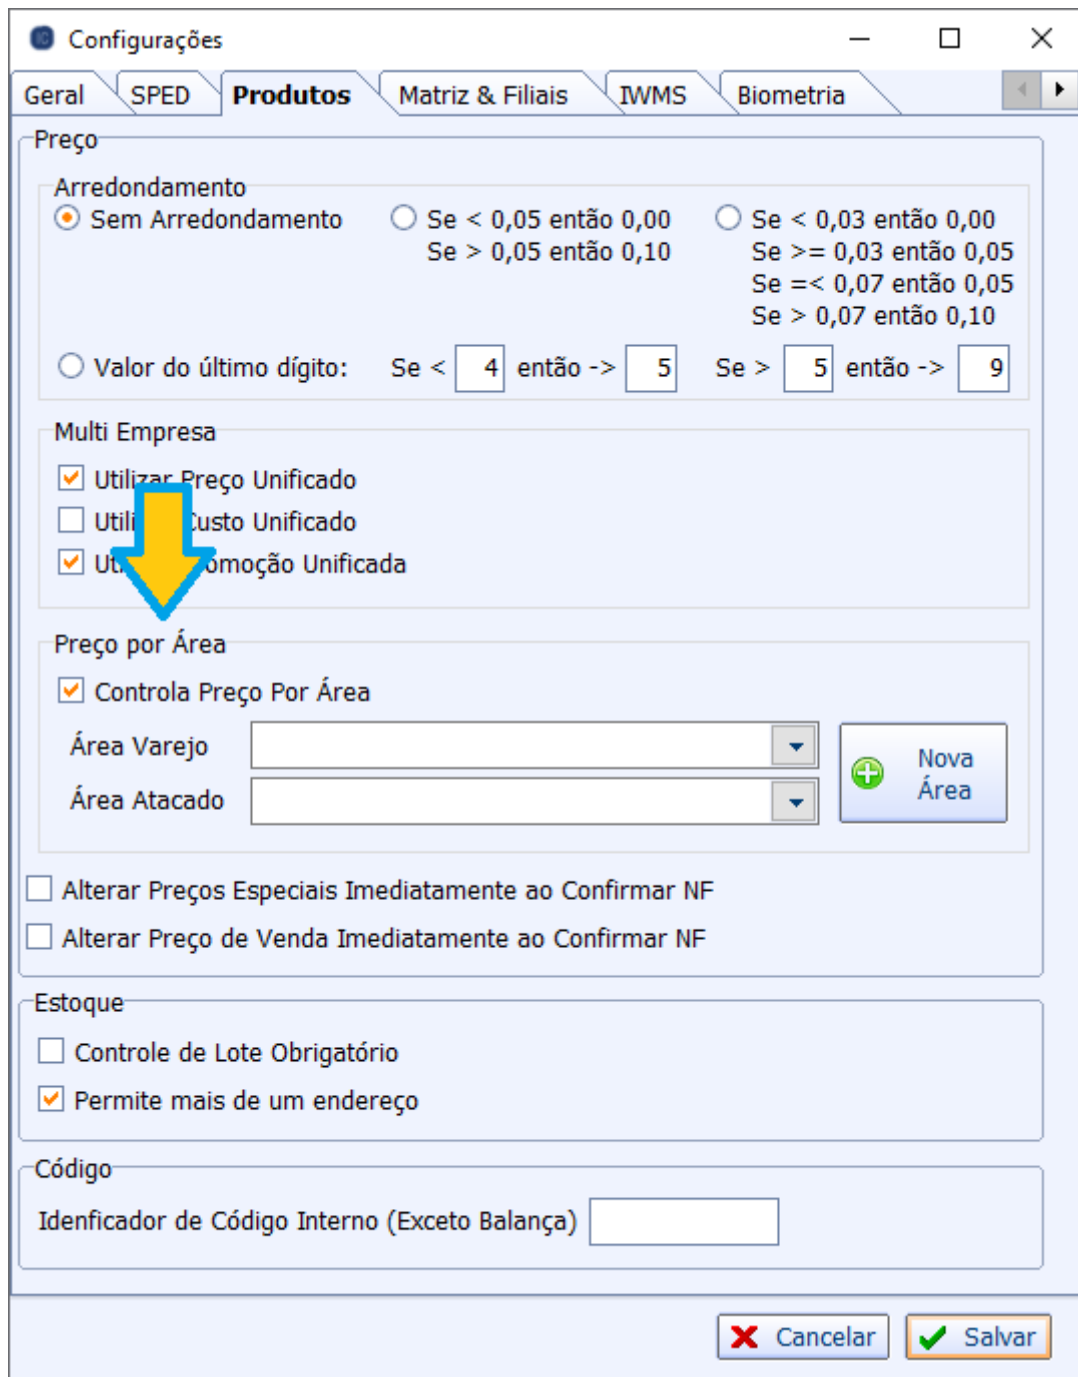 Configurações
Geral SPED Produtos Matriz & Filiais IWMS Biometria
Preço
Arredondamento
Sem Arredondamento
Se < 0,05 então 0,00
Se > 0,05 então 0,10
Se < 0,03 então 0,00
Se >= 0,03 então 0,05
Se =< 0,07 então 0,05
Se > 0,07 então 0,10
Valor do último dígito: Se < 4 então -> 5 Se > 5 então -> 9
Multi Empresa
Utilizar Preço Unificado
Custo Unificado
Unificada
Preço por Área
Controla Preço Por Área
Área Varejo
Área Atacado
Nova
Área
Alterar Preços Especiais Imediatamente ao Confirmar NF
Alterar Preço de Venda Imediatamente ao Confirmar NF
Estoque
Controle de Lote Obrigatório
Permite mais de um endereço
Código
Idenficador de Código Interno (Exceto Balança)
Cancelar Salvar